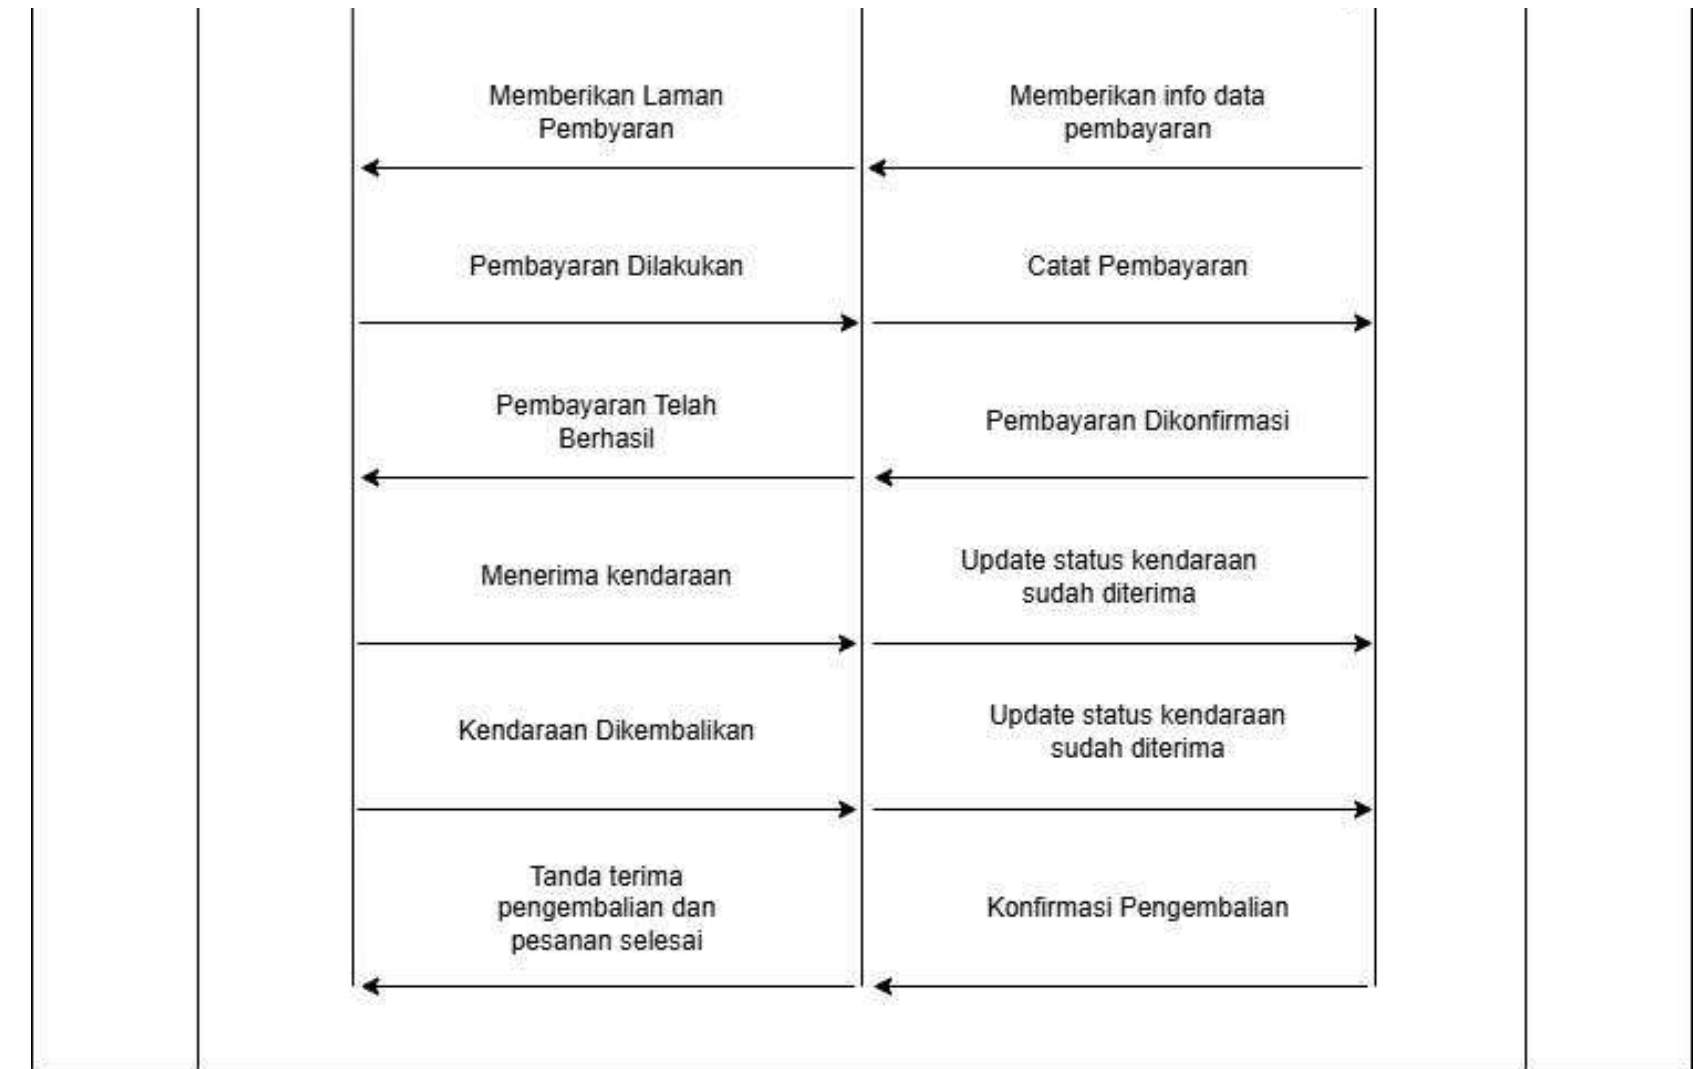 Memberikan Laman
Pembyaran
Memberikan info data
pembayaran
Pembayaran Dilakukan
Catat Pembayaran
Pembayaran Telah
Berhasil
Pembayaran Dikonfirmasi
Menerima kendaraan
Update status kendaraan
sudah diterima
Kendaraan Dikembalikan
Update status kendaraan
sudah diterima
Tanda terima
pengembalian dan
pesanan selesai
Konfirmasi Pengembalian